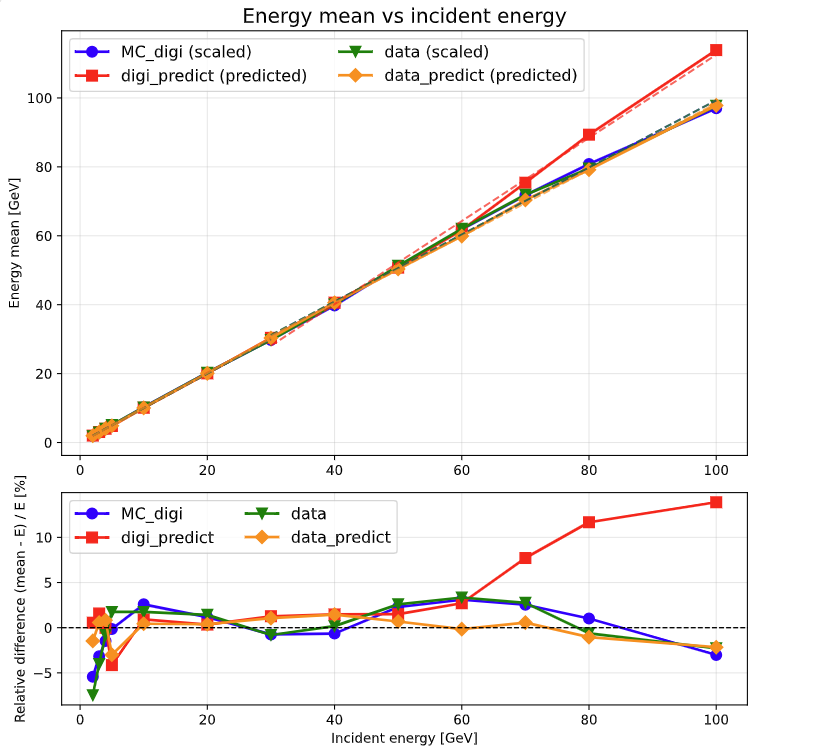 Energy mean vs incident energy
MC_digi (scaled) data (scaled)
digi_predict (predicted) data_predict (predicted)
Energy mean [GeV]
100
80
60
40
20
0
0 20 40 60 80 100
MC_digi data
digi_predict data_predict
Relative difference (mean - E) / E [%]
10
5
0
−5
0 20 40 60 80 100
Incident energy [GeV]